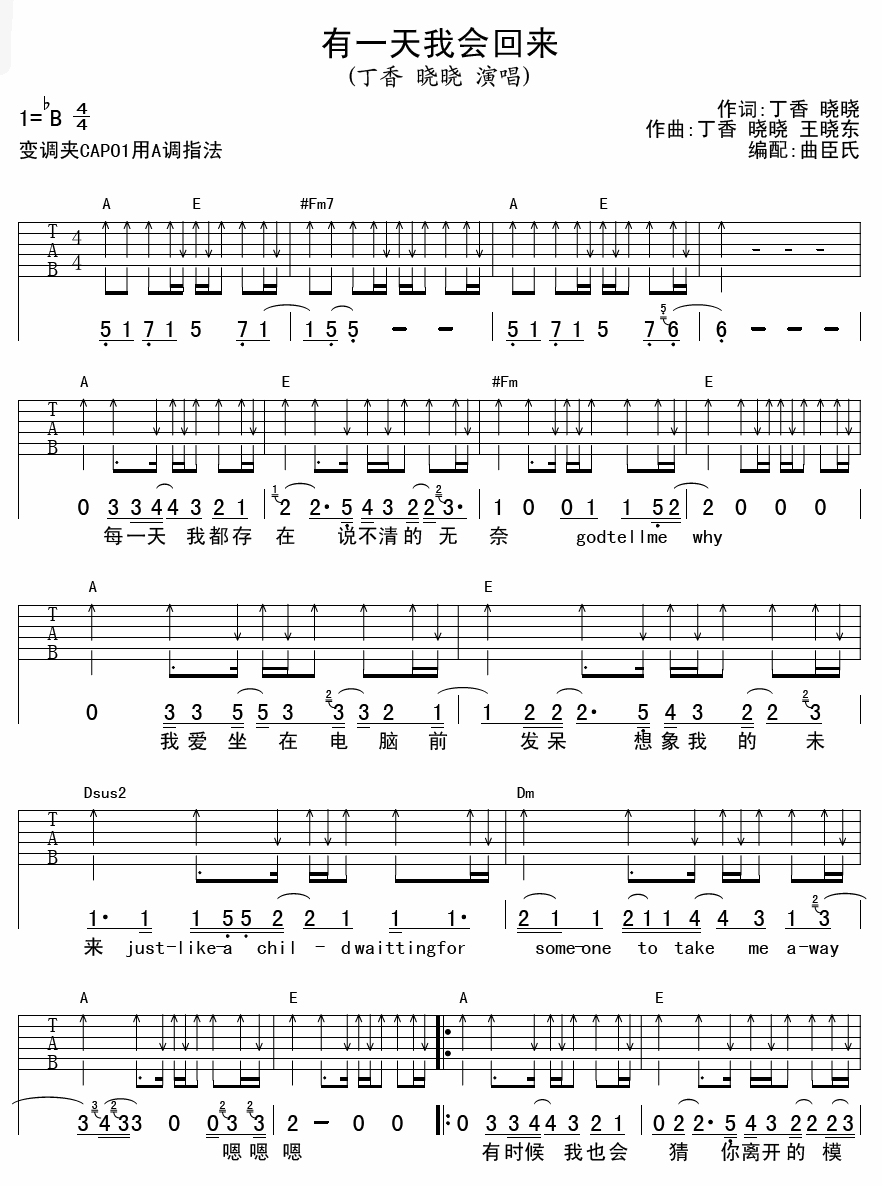 有一天我会回来
(丁香 晓晓 演唱)
1=♭B 4/4
作词:丁香 晓晓
作曲:丁香 晓晓 王晓东
变调夹CAPO1用A调指法
编配:曲臣氏
A E #Fm7 A E
T A B 4 4
5 1 7 1 5 7 1 | 1 5 5 — — | 5 1 7 1 5 7 5 6 | 6 — — —
A E #Fm E
T A B
0 3 3 4 4 3 2 1 | 1 2 2· 5 4 3 2 2 2 3· | 1 0 0 1 1 5 2 | 2 0 0 0
每一天 我都存 在 说不清的 无 奈 godtellme why
A E
T A B
0 3 3 5 5 3 2 3 3 2 1 | 1 2 2 2· 5 4 3 2 2 2 3
我 爱 坐 在 电 脑 前 发 呆 想 象 我 的 未
Dsus2 Dm
T A B
1· 1 1 5 5 2 2 1 1 1· | 2 1 1 2 1 1 4 4 3 1 2 3
来 just-like-a chil - dwaittingfor some-one to take me a-way
A E A E
T A B
3 3 4 2 3 3 0 0 3 2 3 | 2 — 0 0 |: 0 3 3 4 4 3 2 1 | 0 2 2· 5 4 3 2 2 2 3
嗯嗯 嗯 有时候 我也会 猜 你离开的 模